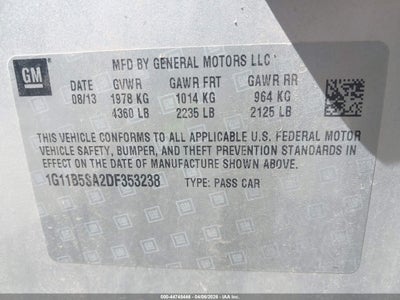 MFD BY GENERAL MOTORS LLC
GM
DATE GVWR GAWR FRT GAWR RR
08/13 1978 KG 1014 KG 964 KG
4360 LB 2235 LB 2125 LB
THIS VEHICLE CONFORMS TO ALL APPLICABLE U.S. FEDERAL MOTOR
VEHICLE SAFETY, BUMPER, AND THEFT PREVENTION STANDARDS IN
EFFECT ON THE DATE OF MANUFACTURE SHOWN ABOVE.
1G11B5SA2DF353238 TYPE: PASS CAR